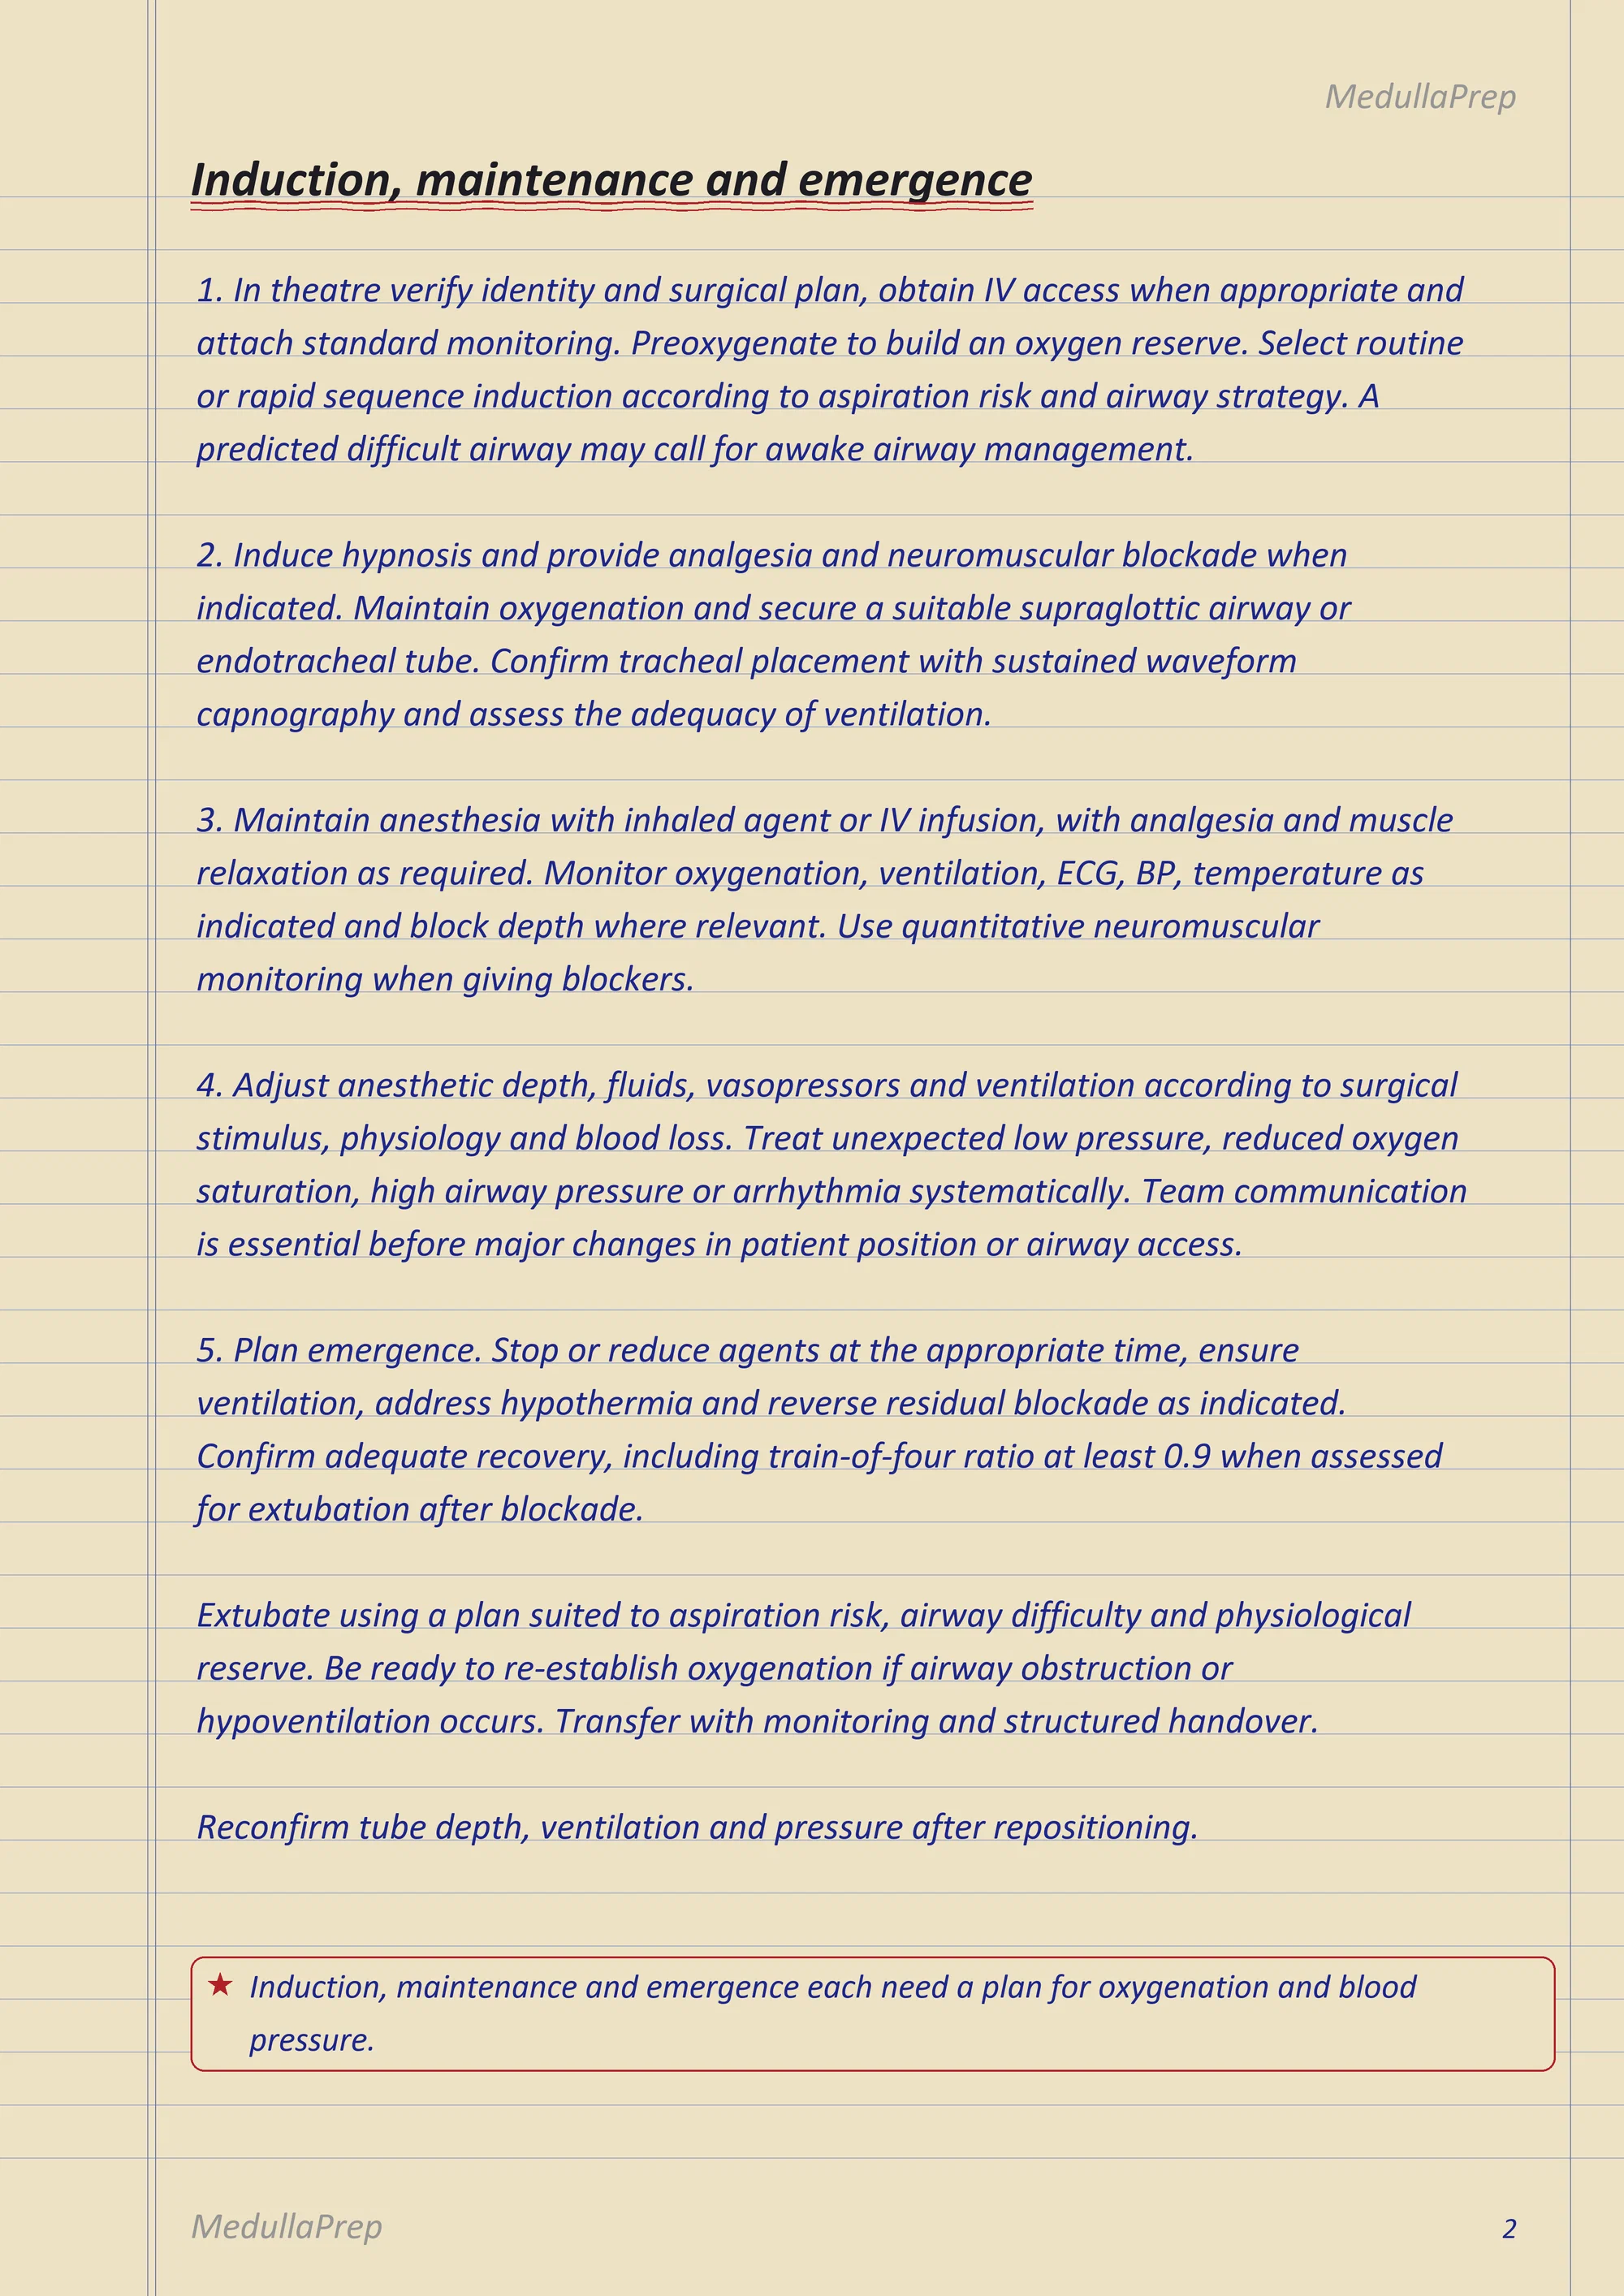 MedullaPrep
Induction, maintenance and emergence
1. In theatre verify identity and surgical plan, obtain IV access when appropriate and
attach standard monitoring. Preoxygenate to build an oxygen reserve. Select routine
or rapid sequence induction according to aspiration risk and airway strategy. A
predicted difficult airway may call for awake airway management.
2. Induce hypnosis and provide analgesia and neuromuscular blockade when
indicated. Maintain oxygenation and secure a suitable supraglottic airway or
endotracheal tube. Confirm tracheal placement with sustained waveform
capnography and assess the adequacy of ventilation.
3. Maintain anesthesia with inhaled agent or IV infusion, with analgesia and muscle
relaxation as required. Monitor oxygenation, ventilation, ECG, BP, temperature as
indicated and block depth where relevant. Use quantitative neuromuscular
monitoring when giving blockers.
4. Adjust anesthetic depth, fluids, vasopressors and ventilation according to surgical
stimulus, physiology and blood loss. Treat unexpected low pressure, reduced oxygen
saturation, high airway pressure or arrhythmia systematically. Team communication
is essential before major changes in patient position or airway access.
5. Plan emergence. Stop or reduce agents at the appropriate time, ensure
ventilation, address hypothermia and reverse residual blockade as indicated.
Confirm adequate recovery, including train-of-four ratio at least 0.9 when assessed
for extubation after blockade.
Extubate using a plan suited to aspiration risk, airway difficulty and physiological
reserve. Be ready to re-establish oxygenation if airway obstruction or
hypoventilation occurs. Transfer with monitoring and structured handover.
Reconfirm tube depth, ventilation and pressure after repositioning.
★ Induction, maintenance and emergence each need a plan for oxygenation and blood
pressure.
MedullaPrep
2